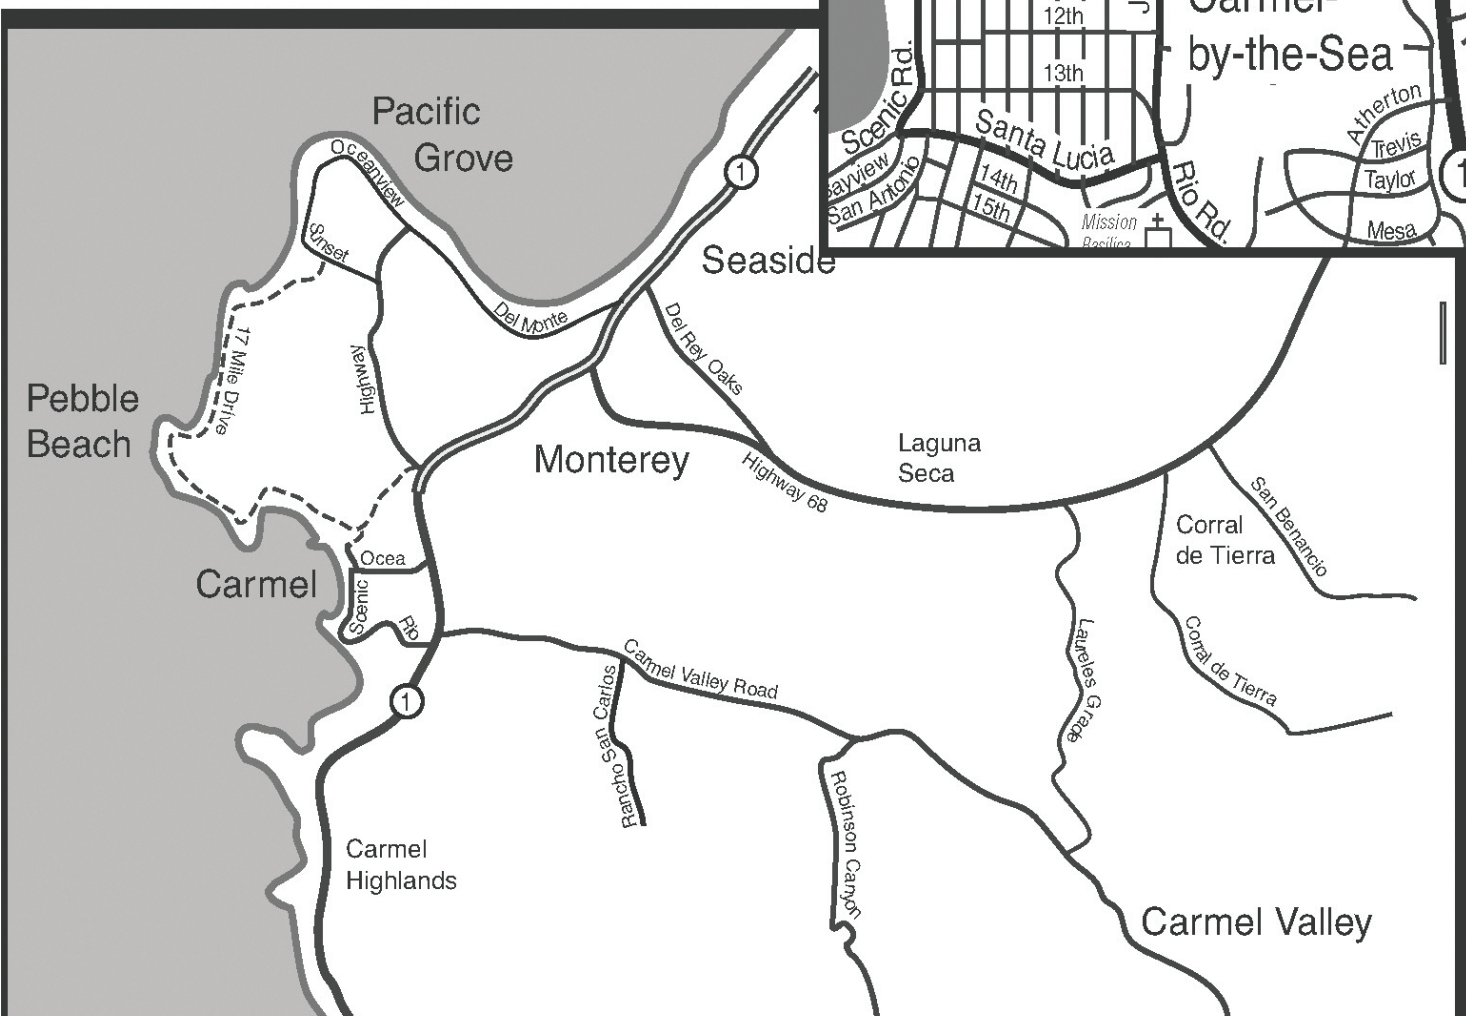 12th
by-the-Sea
13th
Scenic Rd.
Santa Lucia
Atherton
Trevis
Taylor
Mesa
San Antonio
14th
15th
Rio Rd.
Mission
1
Pacific
Grove
Oceanview
Sunset
1
Seaside
Del Monte
Del Rey Oaks
17 Mile Drive
Highway
Pebble
Beach
Monterey
Highway 68
Laguna
Seca
San Benancio
Corral
de Tierra
Ocea
Carmel
Scenic
Rio
Corral de Tierra
Laureles Grade
Carmel Valley Road
Rancho San Carlos
1
Robinson Canyon
Carmel
Highlands
Carmel Valley